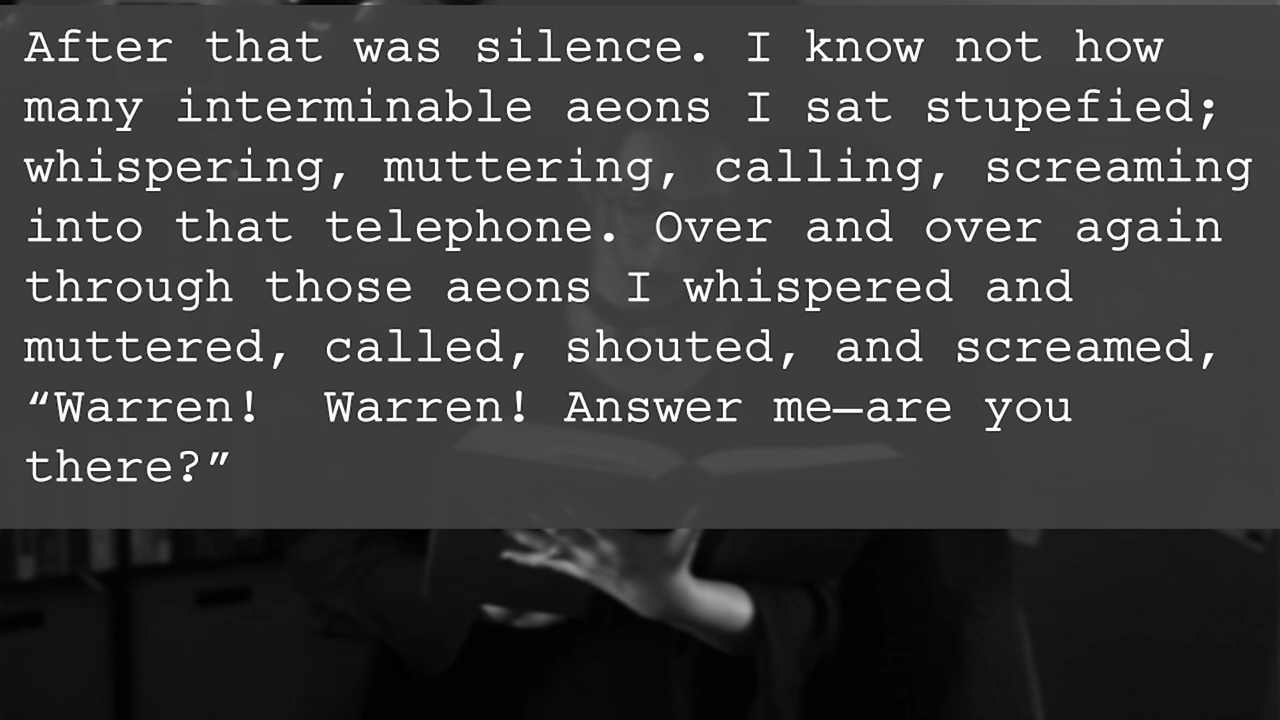 After that was silence. I know not how
many interminable aeons I sat stupefied;
whispering, muttering, calling, screaming
into that telephone. Over and over again
through those aeons I whispered and
muttered, called, shouted, and screamed,
“Warren!  Warren! Answer me—are you
there?”